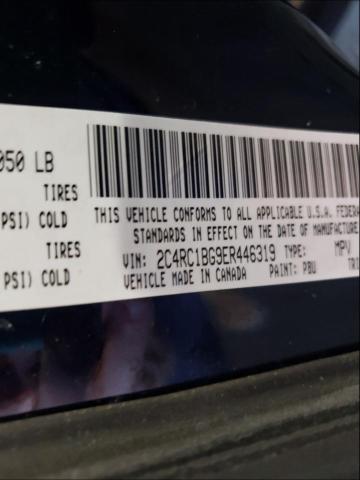 050 LB
TIRES
PSI) COLD
TIRES
PSI) COLD
THIS VEHICLE CONFORMS TO ALL APPLICABLE U.S.A. FEDERA
STANDARDS IN EFFECT ON THE DATE OF MANUFACTURE
VIN: 2C4RC1BG9ER446319 TYPE: MPV
VEHICLE MADE IN CANADA PAINT: PBU TRI